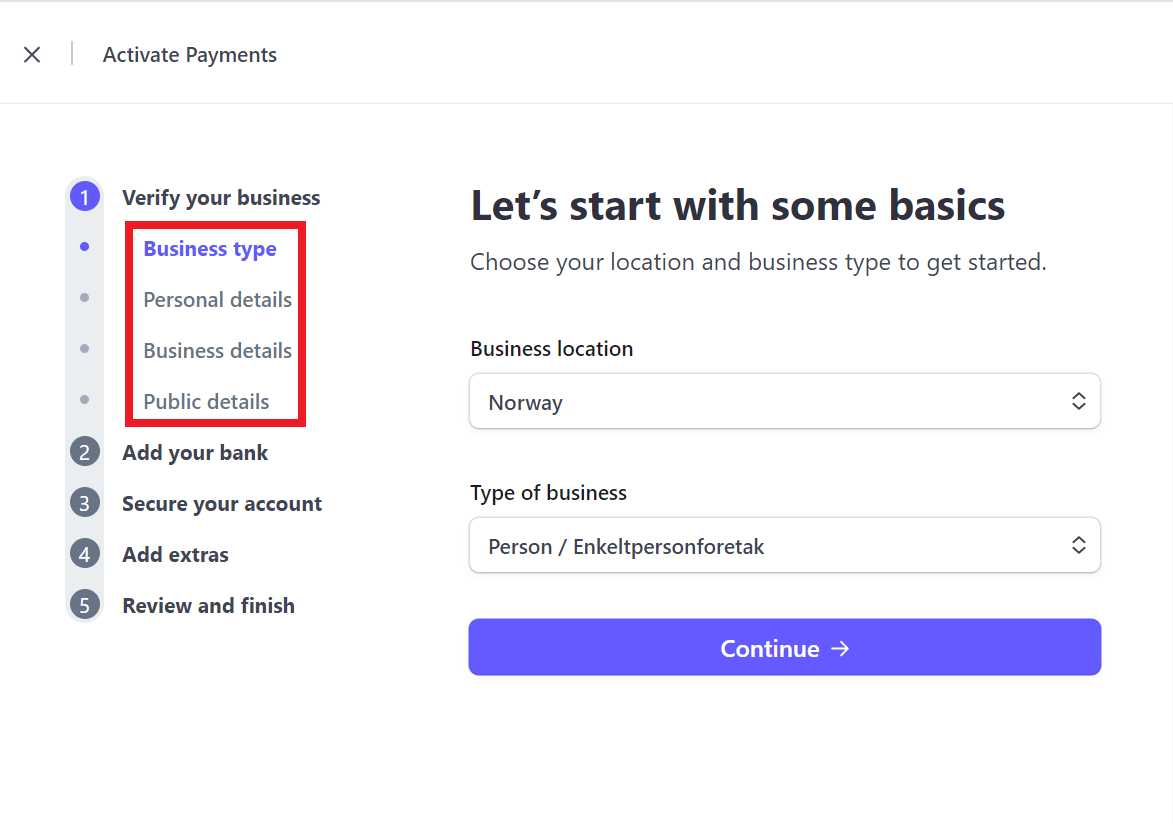 Activate Payments
1 Verify your business
Business type
Personal details
Business details
Public details
2 Add your bank
3 Secure your account
4 Add extras
5 Review and finish
Let’s start with some basics
Choose your location and business type to get started.
Business location
Norway
Type of business
Person / Enkeltpersonforetak
Continue →